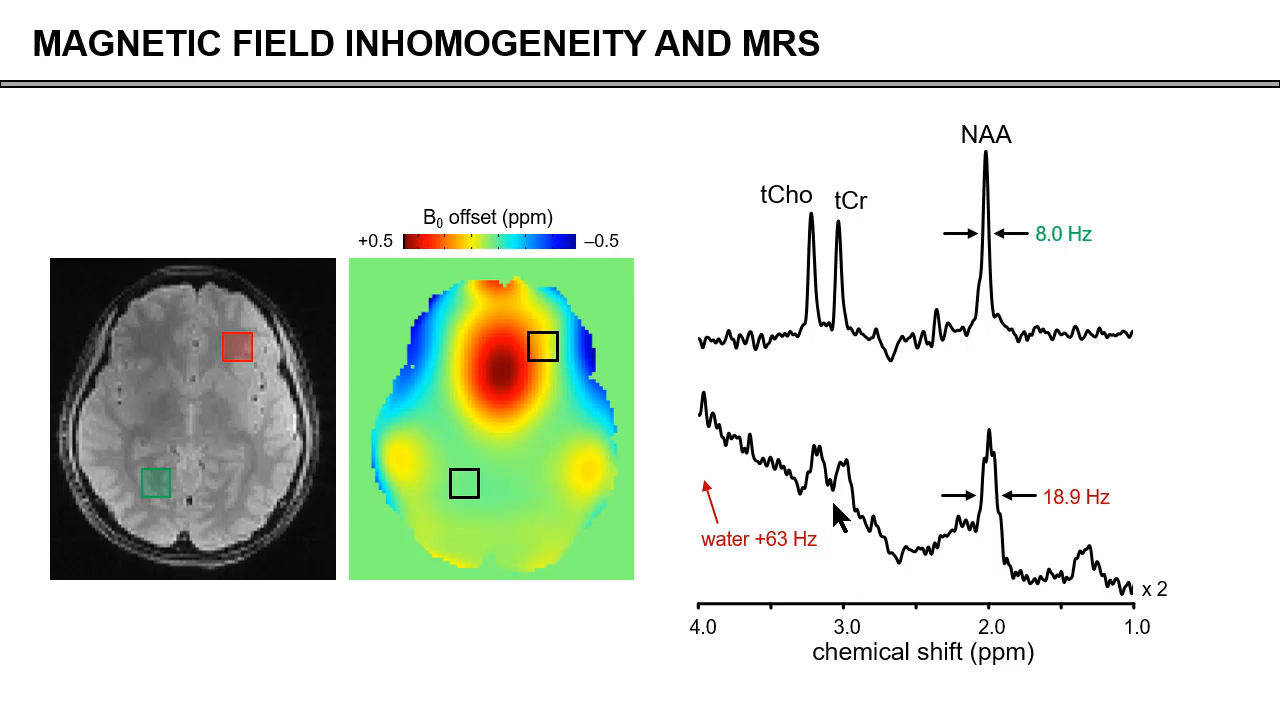 MAGNETIC FIELD INHOMOGENEITY AND MRS
B0 offset (ppm)
+0.5 –0.5
NAA
tCho tCr
8.0 Hz
18.9 Hz
water +63 Hz
x 2
4.0 3.0 2.0 1.0
chemical shift (ppm)